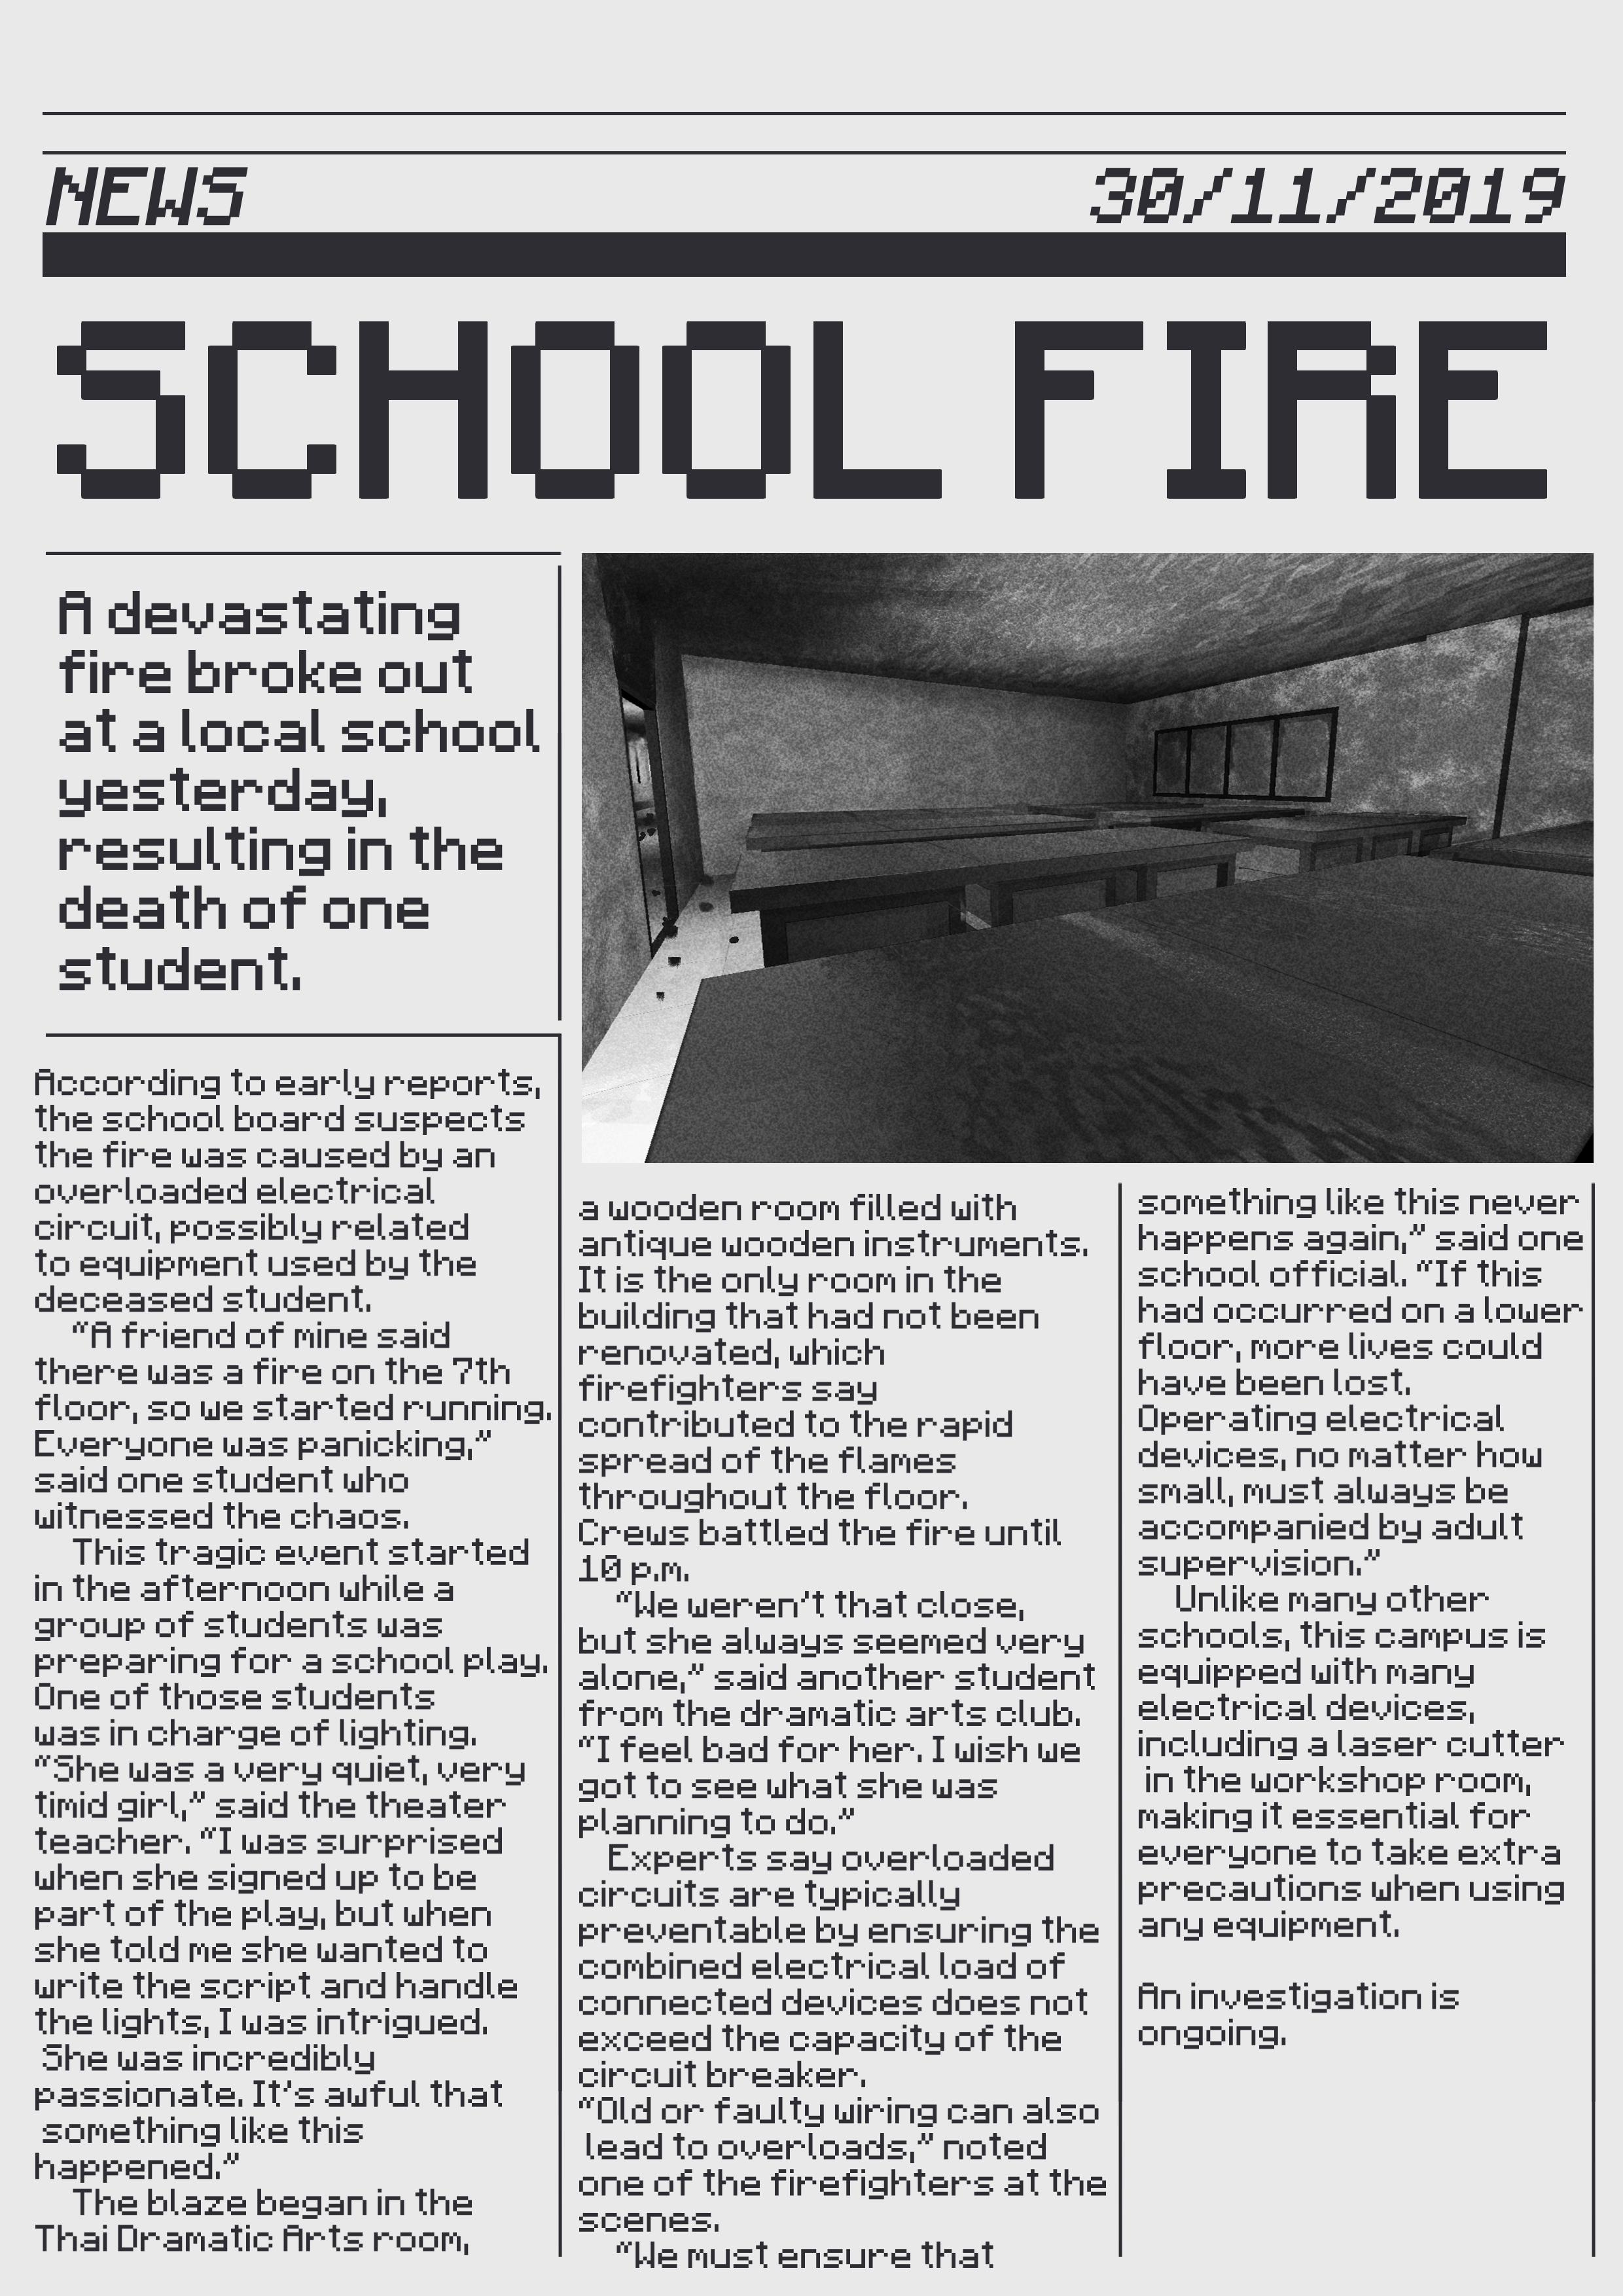 NEWS
30/11/2019
SCHOOL FIRE
A devastating
fire broke out
at a local school
yesterday,
resulting in the
death of one
student.
According to early reports,
the school board suspects
the fire was caused by an
overloaded electrical
circuit, possibly related
to equipment used by the
deceased student.
“A friend of mine said
there was a fire on the 7th
floor, so we started running.
Everyone was panicking,”
said one student who
witnessed the chaos.
This tragic event started
in the afternoon while a
group of students was
preparing for a school play.
One of those students
was in charge of lighting.
“She was a very quiet, very
timid girl,” said the theater
teacher. “I was surprised
when she signed up to be
part of the play, but when
she told me she wanted to
write the script and handle
the lights, I was intrigued.
She was incredibly
passionate. It’s awful that
something like this
happened.”
The blaze began in the
Thai Dramatic Arts room,
a wooden room filled with
antique wooden instruments.
It is the only room in the
building that had not been
renovated, which
firefighters say
contributed to the rapid
spread of the flames
throughout the floor.
Crews battled the fire until
10 p.m.
“We weren’t that close,
but she always seemed very
alone,” said another student
from the dramatic arts club.
“I feel bad for her. I wish we
got to see what she was
planning to do.”
Experts say overloaded
circuits are typically
preventable by ensuring the
combined electrical load of
connected devices does not
exceed the capacity of the
circuit breaker.
“Old or faulty wiring can also
lead to overloads,” noted
one of the firefighters at the
scenes.
“We must ensure that
something like this never
happens again,” said one
school official. “If this
had occurred on a lower
floor, more lives could
have been lost.
Operating electrical
devices, no matter how
small, must always be
accompanied by adult
supervision.”
Unlike many other
schools, this campus is
equipped with many
electrical devices,
including a laser cutter
in the workshop room,
making it essential for
everyone to take extra
precautions when using
any equipment.
An investigation is
ongoing.